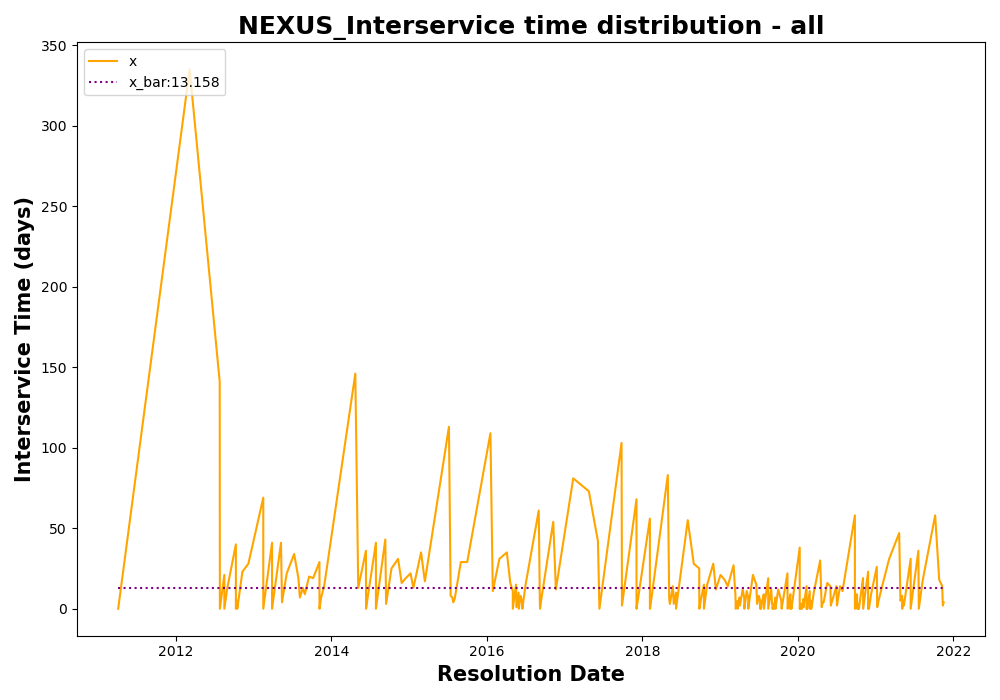 NEXUS_Interservice time distribution - all
x
x_bar:13.158
Interservice Time (days)
350
300
250
200
150
100
50
0
2012 2014 2016 2018 2020 2022
Resolution Date